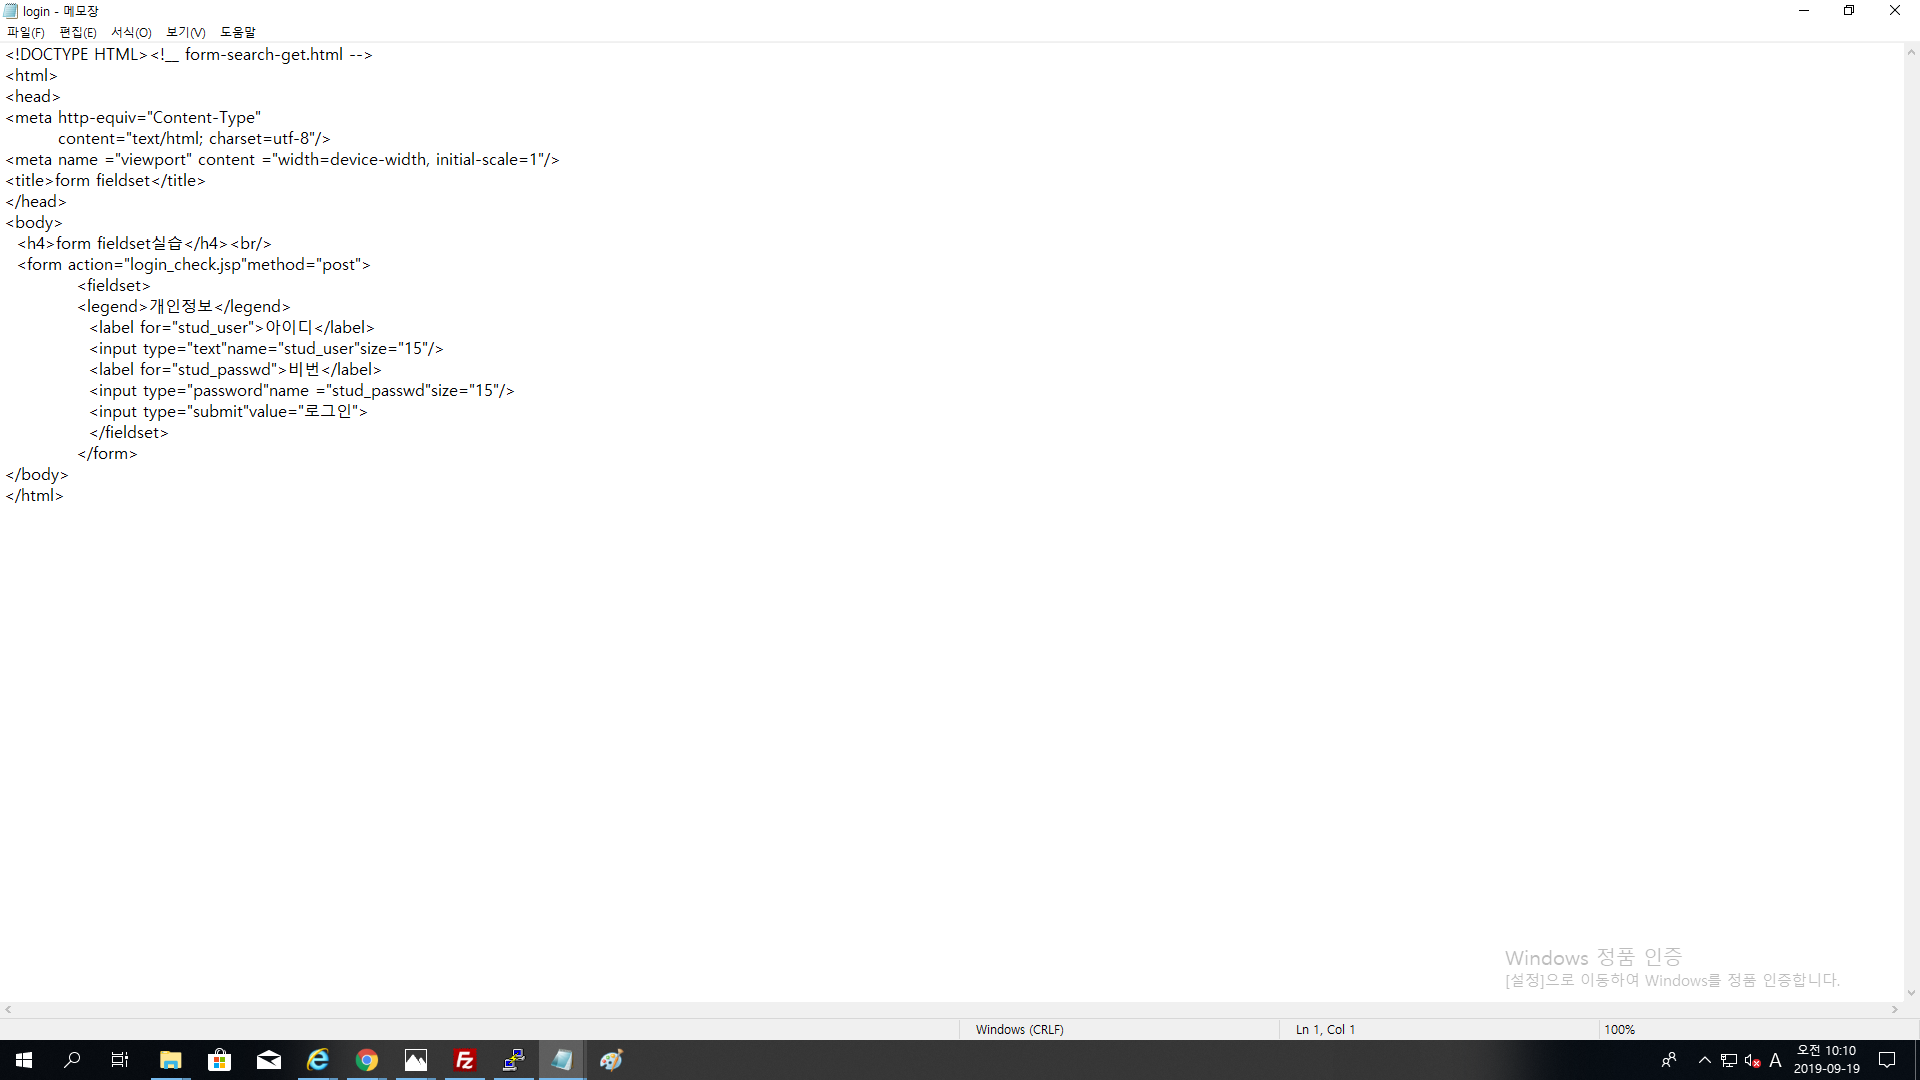 login - 메모장
파일(F) 편집(E) 서식(O) 보기(V) 도움말
<!DOCTYPE HTML><!__ form-search-get.html -->
<html>
<head>
<meta http-equiv="Content-Type"
content="text/html; charset=utf-8"/>
<meta name ="viewport" content ="width=device-width, initial-scale=1"/>
<title>form fieldset</title>
</head>
<body>
<h4>form fieldset실습</h4><br/>
<form action="login_check.jsp"method="post">
<fieldset>
<legend>개인정보</legend>
<label for="stud_user">아이디</label>
<input type="text"name="stud_user"size="15"/>
<label for="stud_passwd">비번</label>
<input type="password"name ="stud_passwd"size="15"/>
<input type="submit"value="로그인">
</fieldset>
</form>
</body>
</html>
Windows 정품 인증
[설정]으로 이동하여 Windows를 정품 인증합니다.
Windows (CRLF) Ln 1, Col 1 100%
A 오전 10:10
2019-09-19